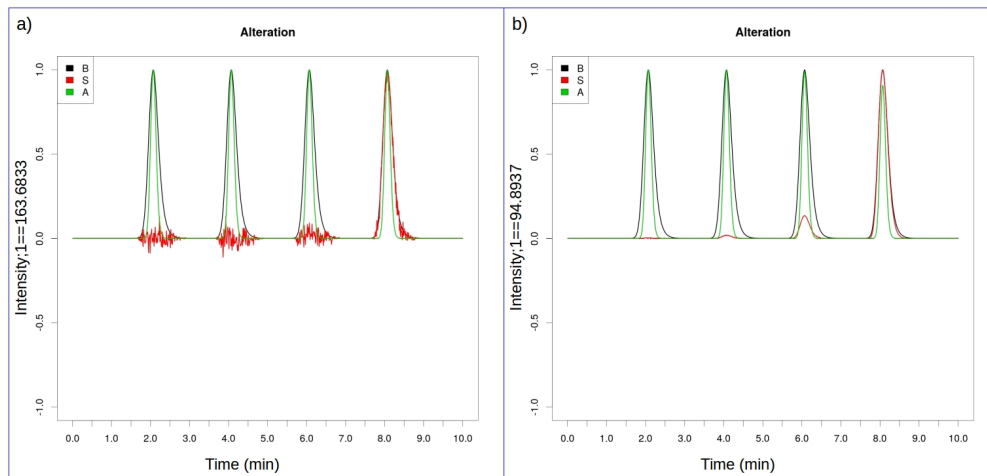 a)
Alteration
B
S
A
1.0
0.5
0.0
-0.5
-1.0
Intensity;1==163.6833
0.0 1.0 2.0 3.0 4.0 5.0 6.0 7.0 8.0 9.0 10.0
Time (min)
b)
Alteration
B
S
A
1.0
0.5
0.0
-0.5
-1.0
Intensity;1==94.8937
0.0 1.0 2.0 3.0 4.0 5.0 6.0 7.0 8.0 9.0 10.0
Time (min)